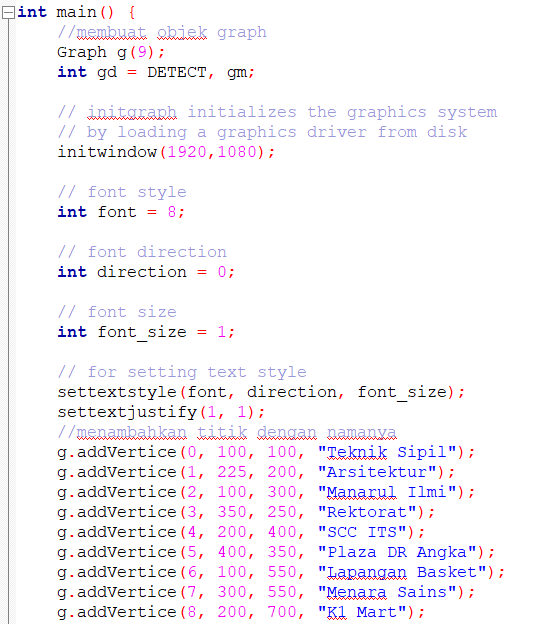 int main() {
//membuat objek graph
Graph g(9);
int gd = DETECT, gm;
// initgraph initializes the graphics system
// by loading a graphics driver from disk
initwindow(1920,1080);
// font style
int font = 8;
// font direction
int direction = 0;
// font size
int font_size = 1;
// for setting text style
settextstyle(font, direction, font_size);
settextjustify(1, 1);
//menambahkan titik dengan namanya
g.addVertice(0, 100, 100, "Teknik Sipil");
g.addVertice(1, 225, 200, "Arsitektur");
g.addVertice(2, 100, 300, "Manarul Ilmi");
g.addVertice(3, 350, 250, "Rektorat");
g.addVertice(4, 200, 400, "SCC ITS");
g.addVertice(5, 400, 350, "Plaza DR Angka");
g.addVertice(6, 100, 550, "Lapangan Basket");
g.addVertice(7, 300, 550, "Menara Sains");
g.addVertice(8, 200, 700, "K1 Mart");